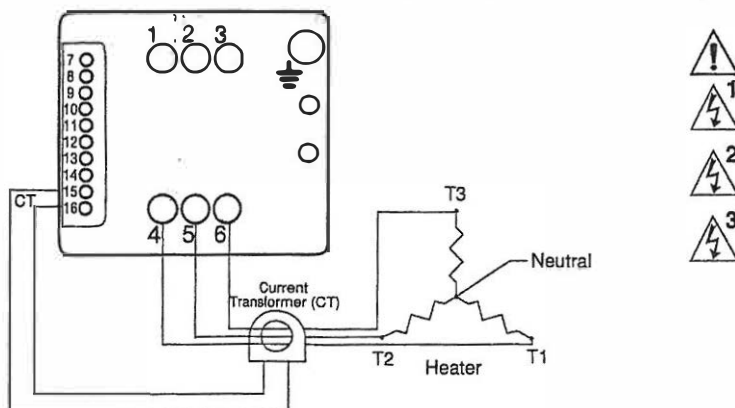 1 2 3
7
8
9
10
11
12
13
14
15
16
CT
4 5 6
T3
Neutral
Current
Transformer (CT)
T2
T1
Heater
1
2
3